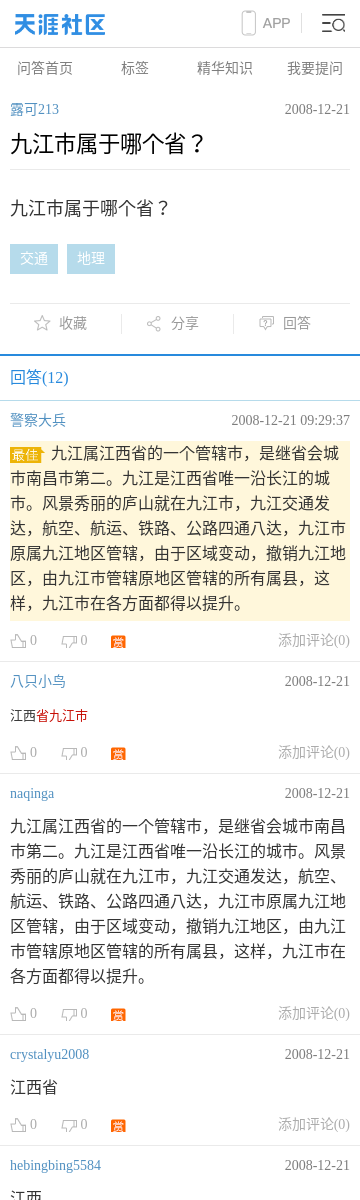 天涯社区 APP
问答首页 标签 精华知识 我要提问
露可213 2008-12-21
九江市属于哪个省？
九江市属于哪个省？
交通 地理
收藏 分享 回答
回答(12)
警察大兵 2008-12-21 09:29:37
最佳 九江属江西省的一个管辖市，是继省会城
市南昌市第二。九江是江西省唯一沿长江的城
市。风景秀丽的庐山就在九江市，九江交通发
达，航空、航运、铁路、公路四通八达，九江市
原属九江地区管辖，由于区域变动，撤销九江地
区，由九江市管辖原地区管辖的所有属县，这
样，九江市在各方面都得以提升。
0 0 赏 添加评论(0)
八只小鸟 2008-12-21
江西省九江市
0 0 赏 添加评论(0)
naqinga 2008-12-21
九江属江西省的一个管辖市，是继省会城市南昌
市第二。九江是江西省唯一沿长江的城市。风景
秀丽的庐山就在九江市，九江交通发达，航空、
航运、铁路、公路四通八达，九江市原属九江地
区管辖，由于区域变动，撤销九江地区，由九江
市管辖原地区管辖的所有属县，这样，九江市在
各方面都得以提升。
0 0 赏 添加评论(0)
crystalyu2008 2008-12-21
江西省
0 0 赏 添加评论(0)
hebingbing5584 2008-12-21
江西